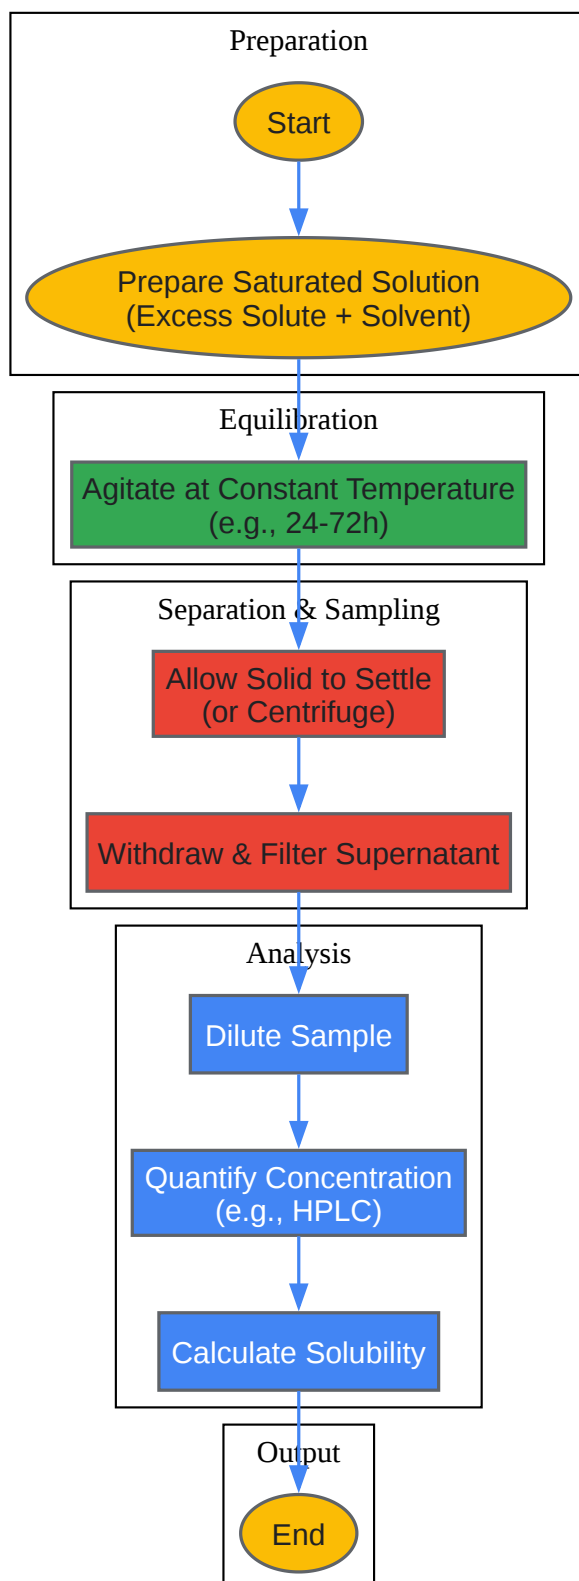 Preparation
Start
Prepare Saturated Solution
(Excess Solute + Solvent)
Equilibration
Agitate at Constant Temperature
(e.g., 24-72h)
Separation & Sampling
Allow Solid to Settle
(or Centrifuge)
Withdraw & Filter Supernatant
Analysis
Dilute Sample
Quantify Concentration
(e.g., HPLC)
Calculate Solubility
Output
End